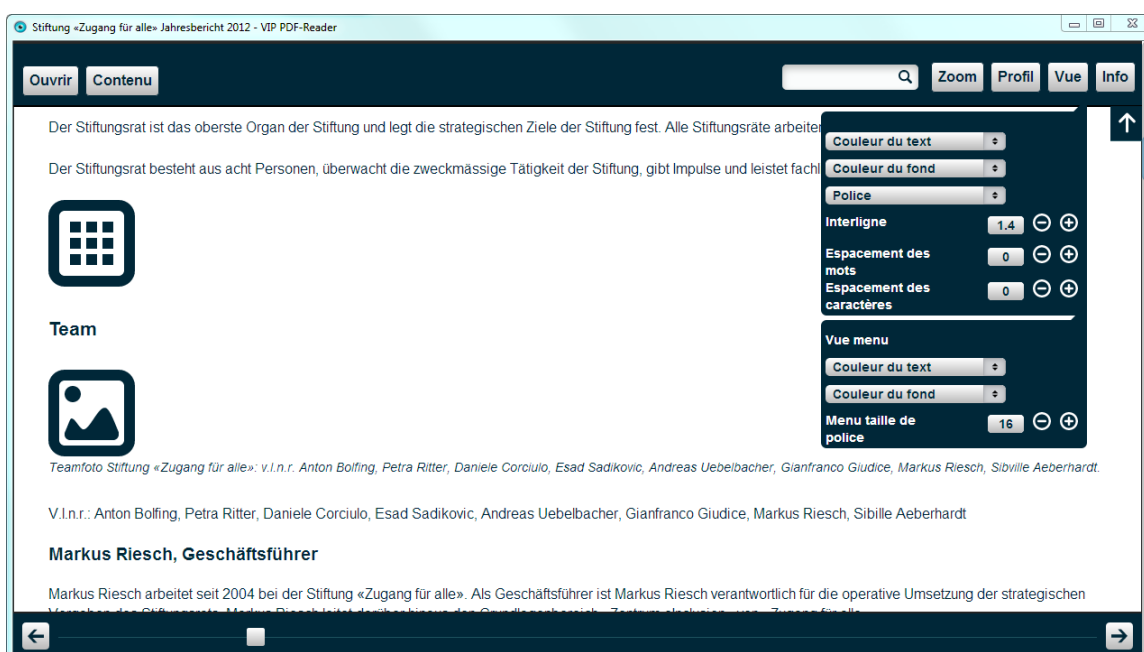 Stiftung «Zugang für alle» Jahresbericht 2012 - VIP PDF-Reader
Ouvrir Contenu Zoom Profil Vue Info
Der Stiftungsrat ist das oberste Organ der Stiftung und legt die strategischen Ziele der Stiftung fest. Alle Stiftungsräte arbeiten
Der Stiftungsrat besteht aus acht Personen, überwacht die zweckmässige Tätigkeit der Stiftung, gibt Impulse und leistet fachl
Couleur du text
Couleur du fond
Police
Interligne 1.4
Espacement des 0
mots
Espacement des 0
caractères
Vue menu
Couleur du text
Couleur du fond
Menu taille de 16
police
Team
Teamfoto Stiftung «Zugang für alle»: v.l.n.r. Anton Bolfing, Petra Ritter, Daniele Corciulo, Esad Sadikovic, Andreas Uebelbacher, Gianfranco Giudice, Markus Riesch, Sibville Aeberhardt.
V.l.n.r.: Anton Bolfing, Petra Ritter, Daniele Corciulo, Esad Sadikovic, Andreas Uebelbacher, Gianfranco Giudice, Markus Riesch, Sibille Aeberhardt
Markus Riesch, Geschäftsführer
Markus Riesch arbeitet seit 2004 bei der Stiftung «Zugang für alle». Als Geschäftsführer ist Markus Riesch verantwortlich für die operative Umsetzung der strategischen